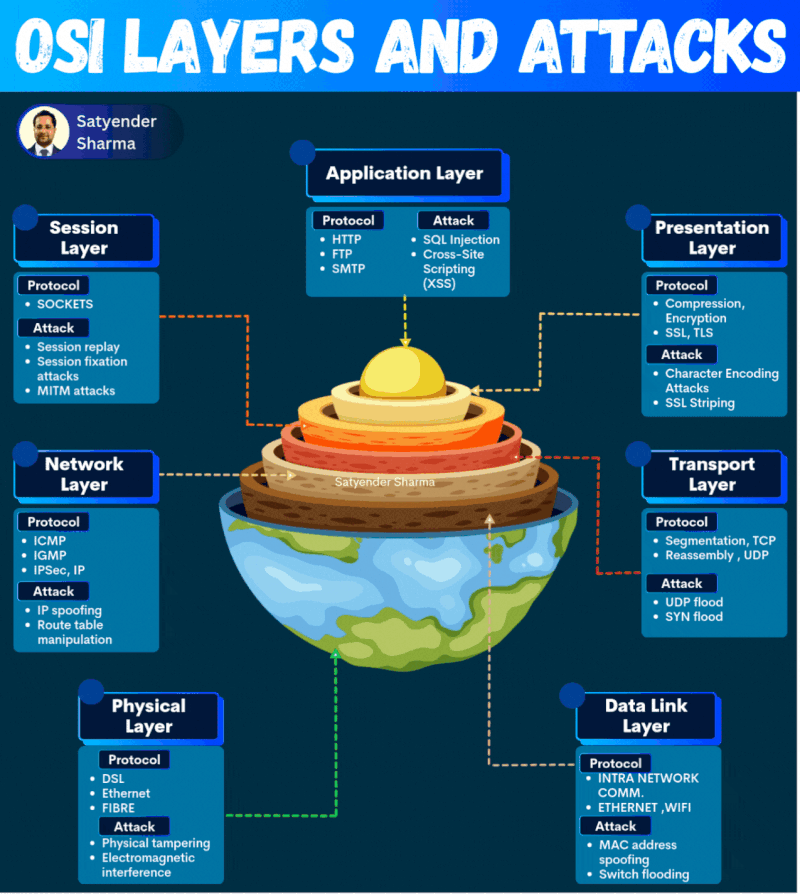 OSI LAYERS AND ATTACKS
Satyender
Sharma
Application Layer
Protocol
• HTTP
• FTP
• SMTP
Attack
• SQL Injection
• Cross-Site
Scripting
(XSS)
Session
Layer
Protocol
• SOCKETS
Attack
• Session replay
• Session fixation
attacks
• MITM attacks
Presentation
Layer
Protocol
• Compression,
Encryption
• SSL, TLS
Attack
• Character Encoding
Attacks
• SSL Striping
Network
Layer
Protocol
• ICMP
• IGMP
• IPSec, IP
Attack
• IP spoofing
• Route table
manipulation
Satyender Sharma
Transport
Layer
Protocol
• Segmentation, TCP
• Reassembly , UDP
Attack
• UDP flood
• SYN flood
Physical
Layer
Protocol
• DSL
• Ethernet
• FIBRE
Attack
• Physical tampering
• Electromagnetic
interference
Data Link
Layer
Protocol
• INTRA NETWORK
COMM.
• ETHERNET ,WIFI
Attack
• MAC address
spoofing
• Switch flooding